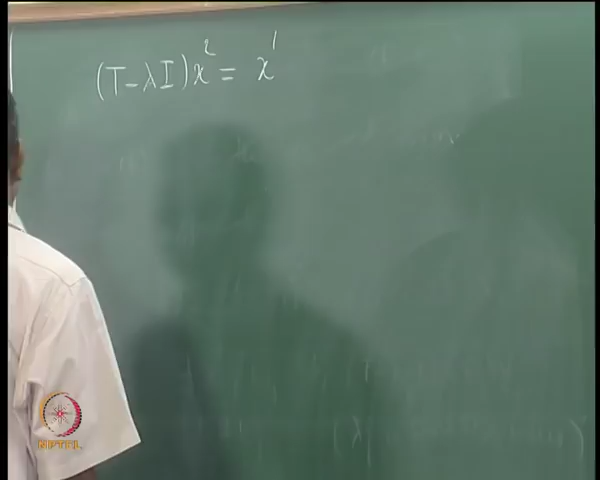 (T-λI)x² = x¹
NPTEL